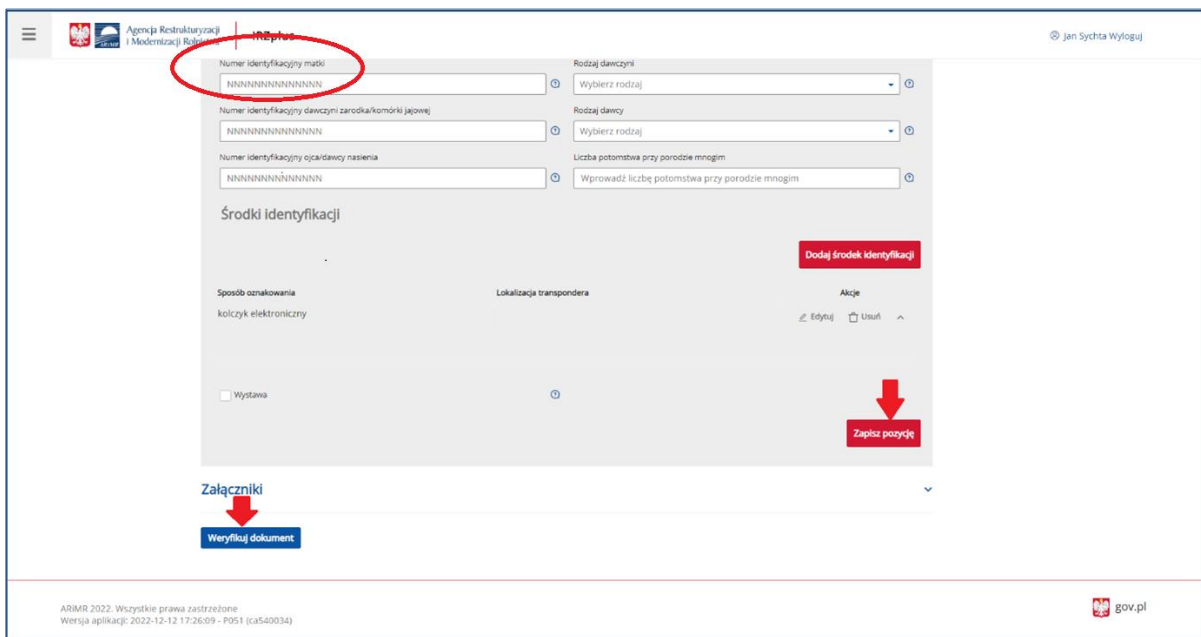 Agencja Restrukturyzacji
i Modernizacji Rolnictwa
IRZplus
Jan Sychta Wyloguj
Numer identyfikacyjny matki
Rodzaj dawczyni
NNNNNNNNNNNNNN
Wybierz rodzaj
Numer identyfikacyjny dawczyni zarodka/komórki jajowej
Rodzaj dawcy
NNNNNNNNNNNNNN
Wybierz rodzaj
Numer identyfikacyjny ojca/dawcy nasienia
Liczba potomstwa przy porodzie mnogim
NNNNNNNNNNNNNN
Wprowadź liczbę potomstwa przy porodzie mnogim
Środki identyfikacji
Dodaj środek identyfikacji
Sposób oznakowania
Lokalizacja transpondera
Akcje
kolczyk elektroniczny
Edytuj
Usuń
Wystawa
Zapisz pozycję
Załączniki
Weryfikuj dokument
ARiMR 2022. Wszystkie prawa zastrzeżone
Wersja aplikacji: 2022-12-12 17:26:09 - P051 (ca540034)
gov.pl